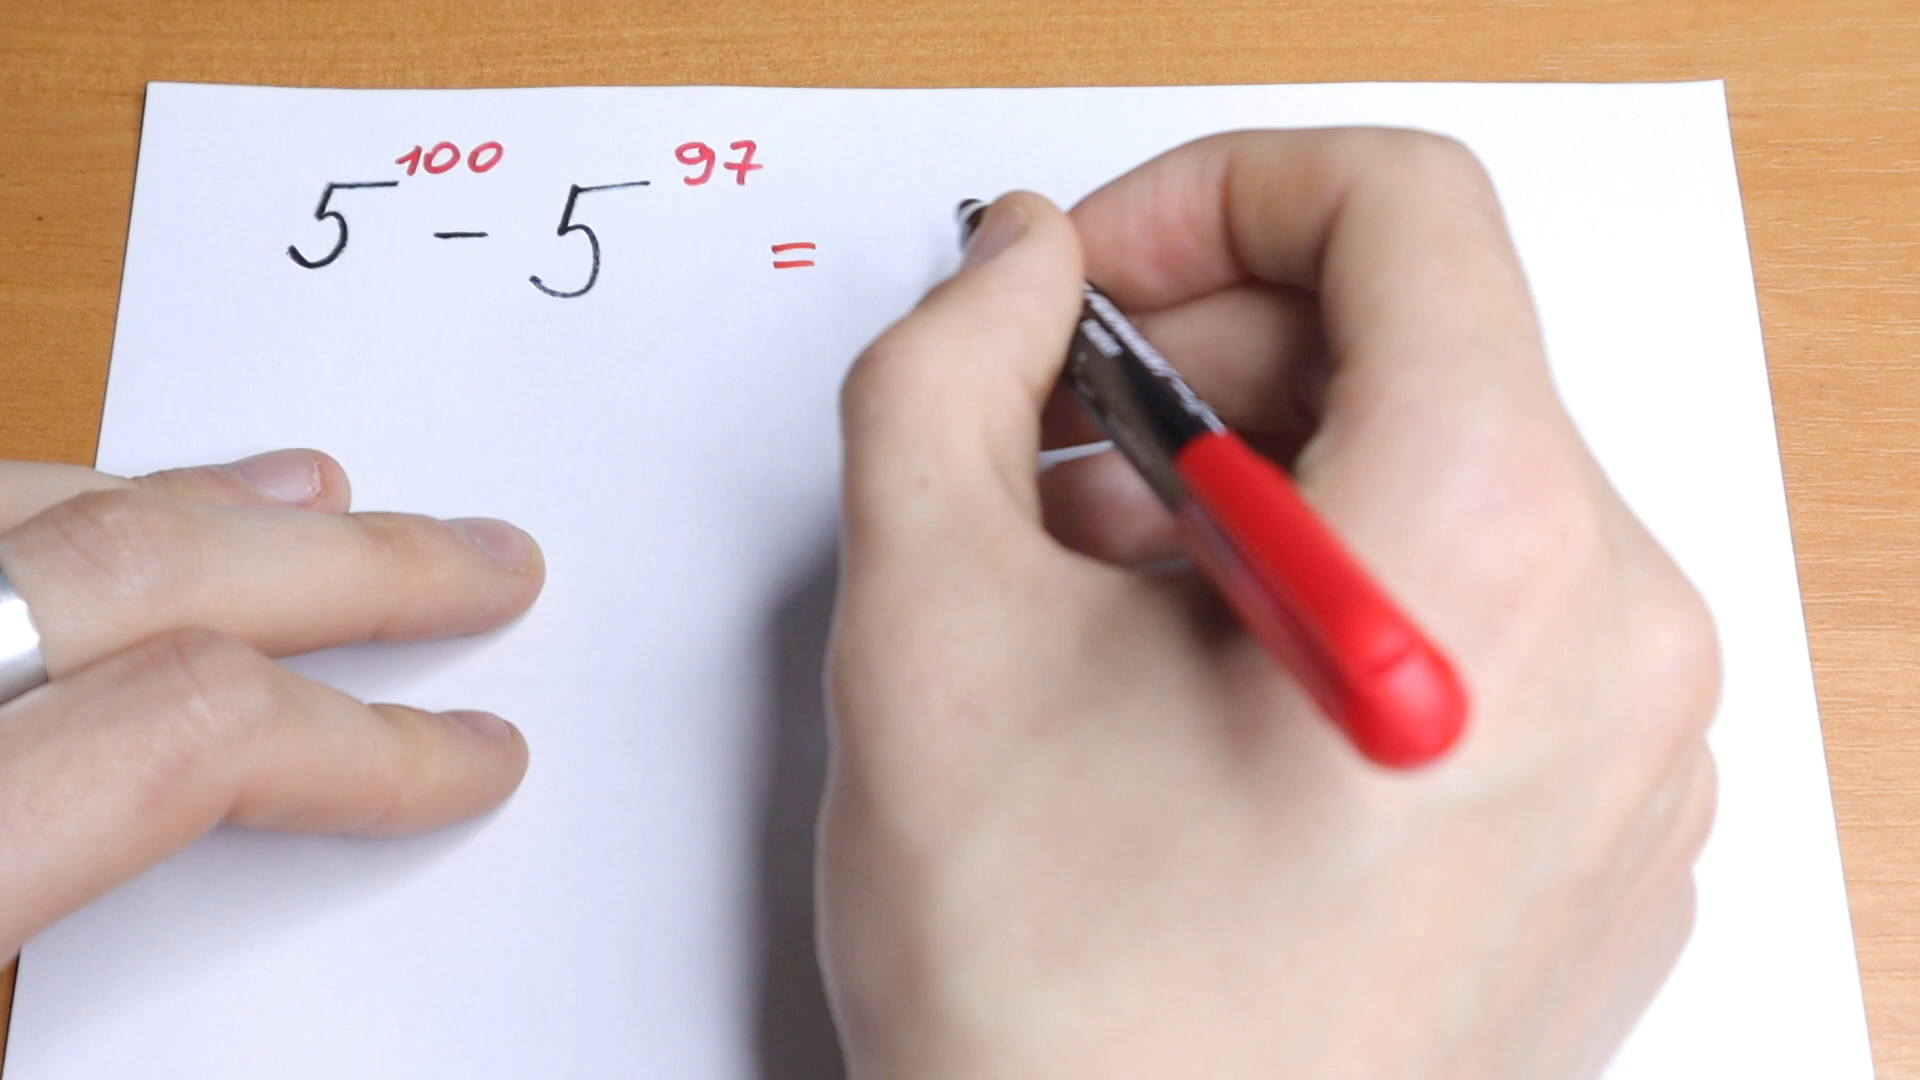 5¹⁰⁰ - 5⁹⁷ =